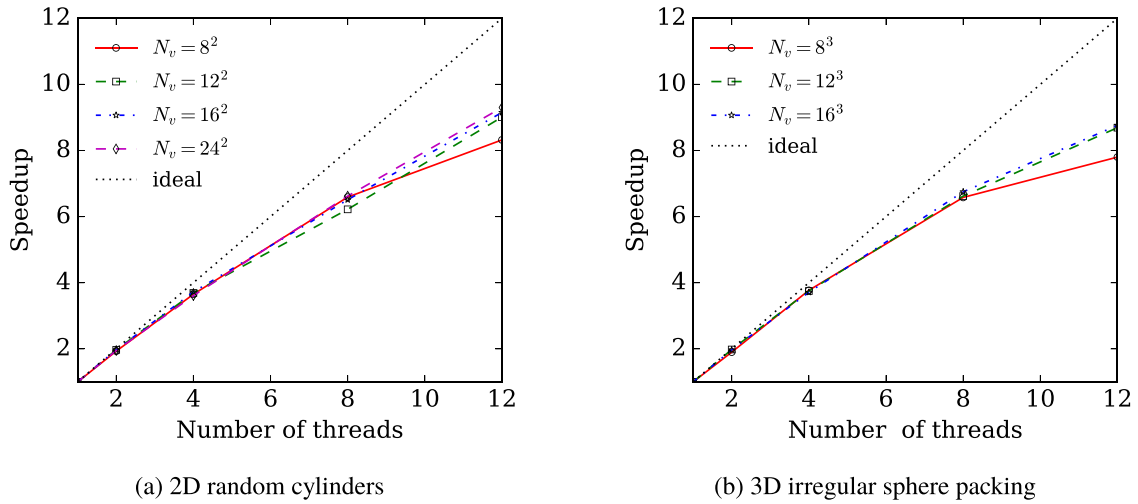 12
10
8
6
4
2
Speedup
N_v = 8^2
N_v = 12^2
N_v = 16^2
N_v = 24^2
ideal
2 4 6 8 10 12
Number of threads
(a) 2D random cylinders
12
10
8
6
4
2
Speedup
N_v = 8^3
N_v = 12^3
N_v = 16^3
ideal
2 4 6 8 10 12
Number of threads
(b) 3D irregular sphere packing